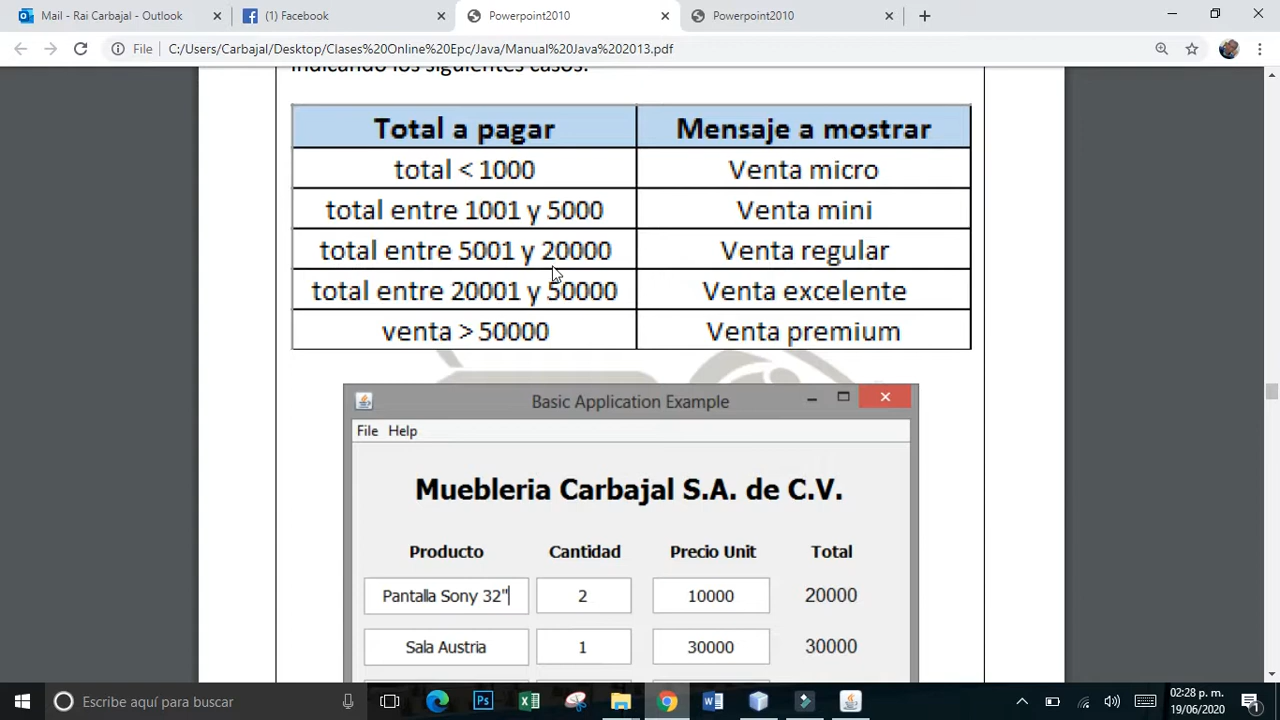 Mail - Rai Carbajal - Outlook
(1) Facebook
Powerpoint2010
Powerpoint2010
File
C:/Users/Carbajal/Desktop/Clases%20Online%20Epc/Java/Manual%20Java%202013.pdf
indicando los siguientes casos:
Total a pagar Mensaje a mostrar
total < 1000 Venta micro
total entre 1001 y 5000 Venta mini
total entre 5001 y 20000 Venta regular
total entre 20001 y 50000 Venta excelente
venta > 50000 Venta premium
Basic Application Example
File Help
Muebleria Carbajal S.A. de C.V.
Producto Cantidad Precio Unit Total
Pantalla Sony 32" 2 10000 20000
Sala Austria 1 30000 30000
Escribe aquí para buscar
02:28 p. m.
19/06/2020